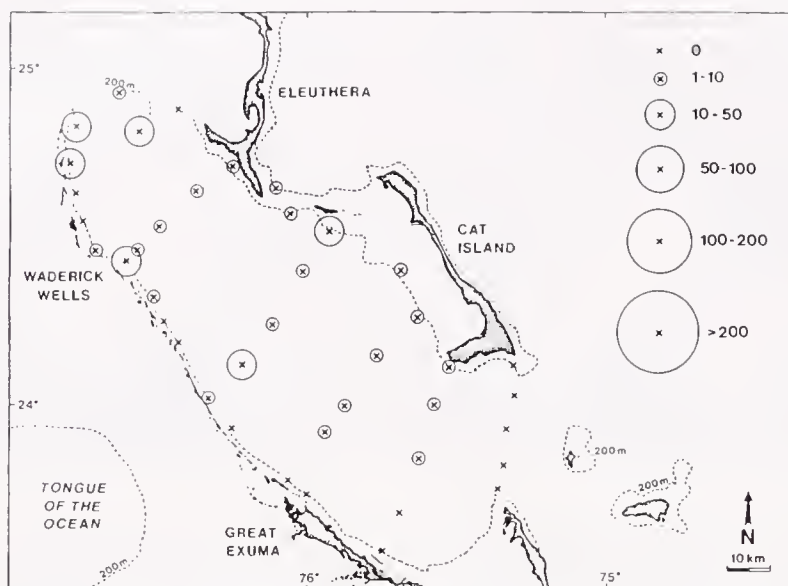 25°
200m
ELEUTHERA
CAT
ISLAND
WADERICK
WELLS
24°
TONGUE
OF THE
OCEAN
200m
GREAT
EXUMA
76°
75°
200m
200m
× 0
1-10
10-50
50-100
100-200
>200
N
10 km